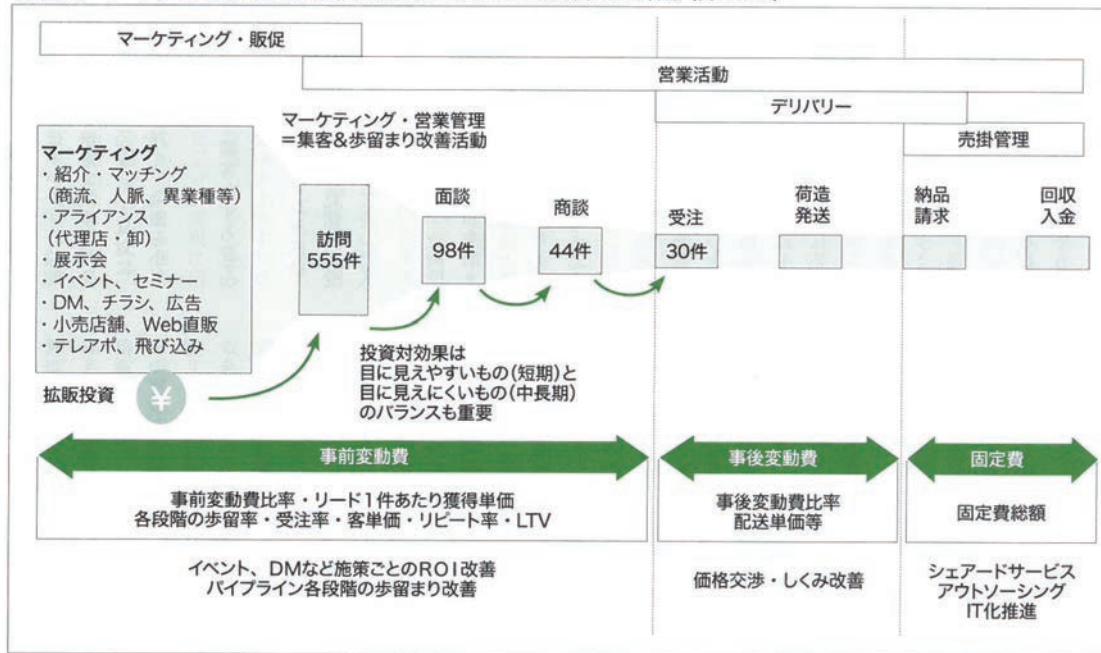 マーケティング・販促
営業活動
デリバリー
売掛管理
マーケティング・営業管理
=集客&歩留まり改善活動
マーケティング
・紹介・マッチング
(商流、人脈、異業種等)
・アライアンス
(代理店・卸)
・展示会
・イベント、セミナー
・DM、チラシ、広告
・小売店舗、Web直販
・テレアポ、飛び込み
拡販投資
¥
訪問
555件
面談
98件
商談
44件
受注
30件
荷造
発送
納品
請求
回収
入金
投資対効果は
目に見えやすいもの(短期)と
目に見えにくいもの(中長期)
のバランスも重要
事前変動費
事前変動費比率・リード1件あたり獲得単価
各段階の歩留率・受注率・客単価・リピート率・LTV
イベント、DMなど施策ごとのROI改善
パイプライン各段階の歩留まり改善
事後変動費
事後変動費比率
配送単価等
価格交渉・しくみ改善
固定費
固定費総額
シェアードサービス
アウトソーシング
IT化推進